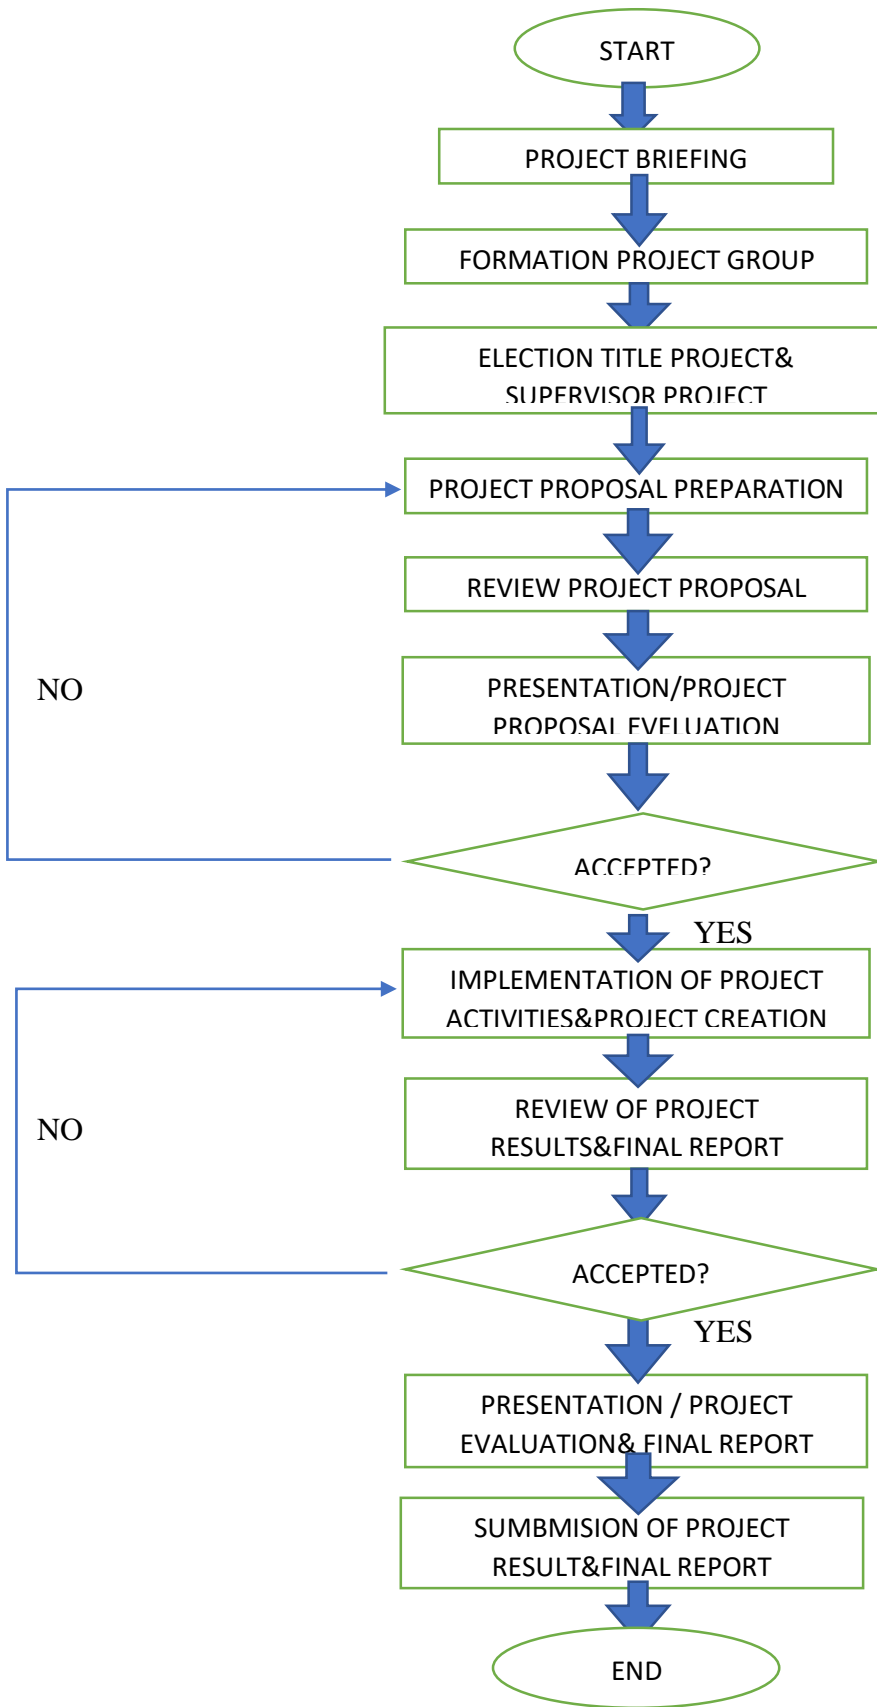 START
PROJECT BRIEFING
FORMATION PROJECT GROUP
ELECTION TITLE PROJECT&
SUPERVISOR PROJECT
PROJECT PROPOSAL PREPARATION
REVIEW PROJECT PROPOSAL
NO
PRESENTATION/PROJECT
PROPOSAL EVELUATION
ACCEPTED?
YES
IMPLEMENTATION OF PROJECT
ACTIVITIES&PROJECT CREATION
NO
REVIEW OF PROJECT
RESULTS&FINAL REPORT
ACCEPTED?
YES
PRESENTATION / PROJECT
EVALUATION& FINAL REPORT
SUMBMISION OF PROJECT
RESULT&FINAL REPORT
END